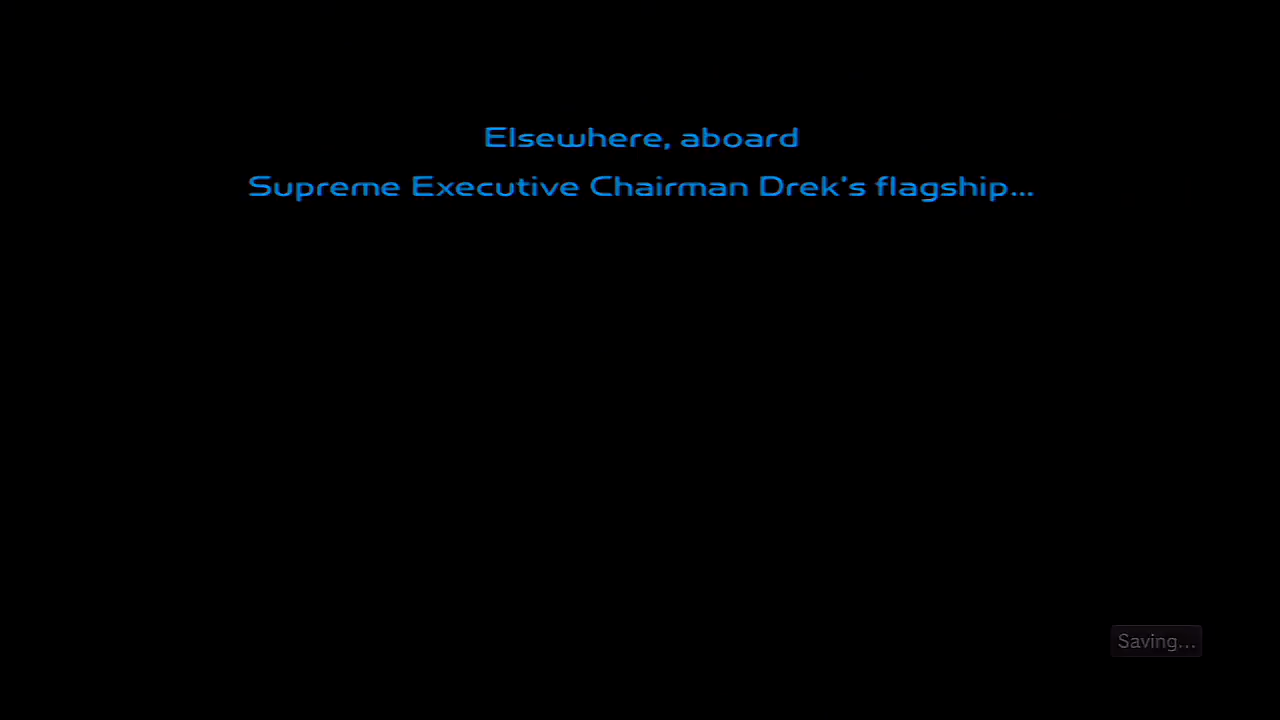 Elsewhere, aboard
Supreme Executive Chairman Drek's flagship...
Saving...